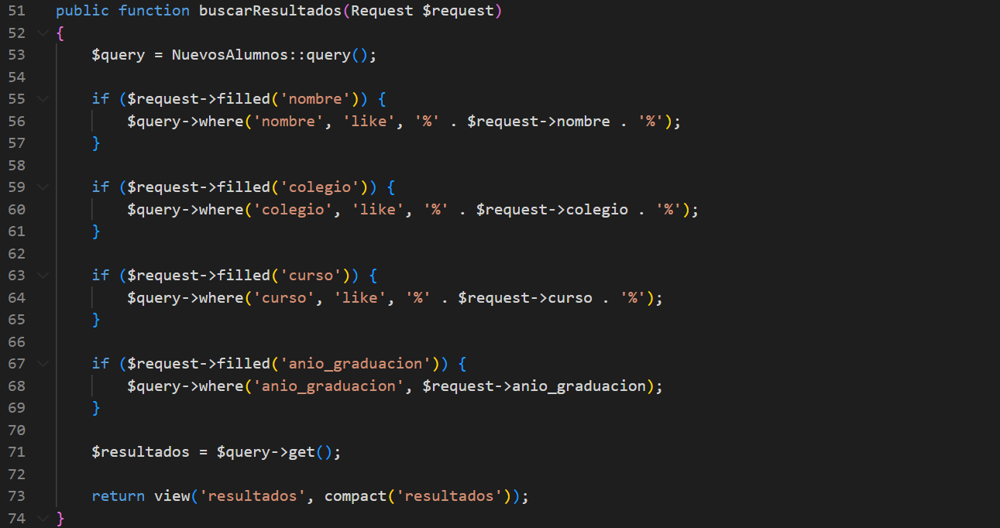 51 public function buscarResultados(Request $request)
52 {
53     $query = NuevosAlumnos::query();
54
55     if ($request->filled('nombre')) {
56         $query->where('nombre', 'like', '%' . $request->nombre . '%');
57     }
58
59     if ($request->filled('colegio')) {
60         $query->where('colegio', 'like', '%' . $request->colegio . '%');
61     }
62
63     if ($request->filled('curso')) {
64         $query->where('curso', 'like', '%' . $request->curso . '%');
65     }
66
67     if ($request->filled('anio_graduacion')) {
68         $query->where('anio_graduacion', $request->anio_graduacion);
69     }
70
71     $resultados = $query->get();
72
73     return view('resultados', compact('resultados'));
74 }